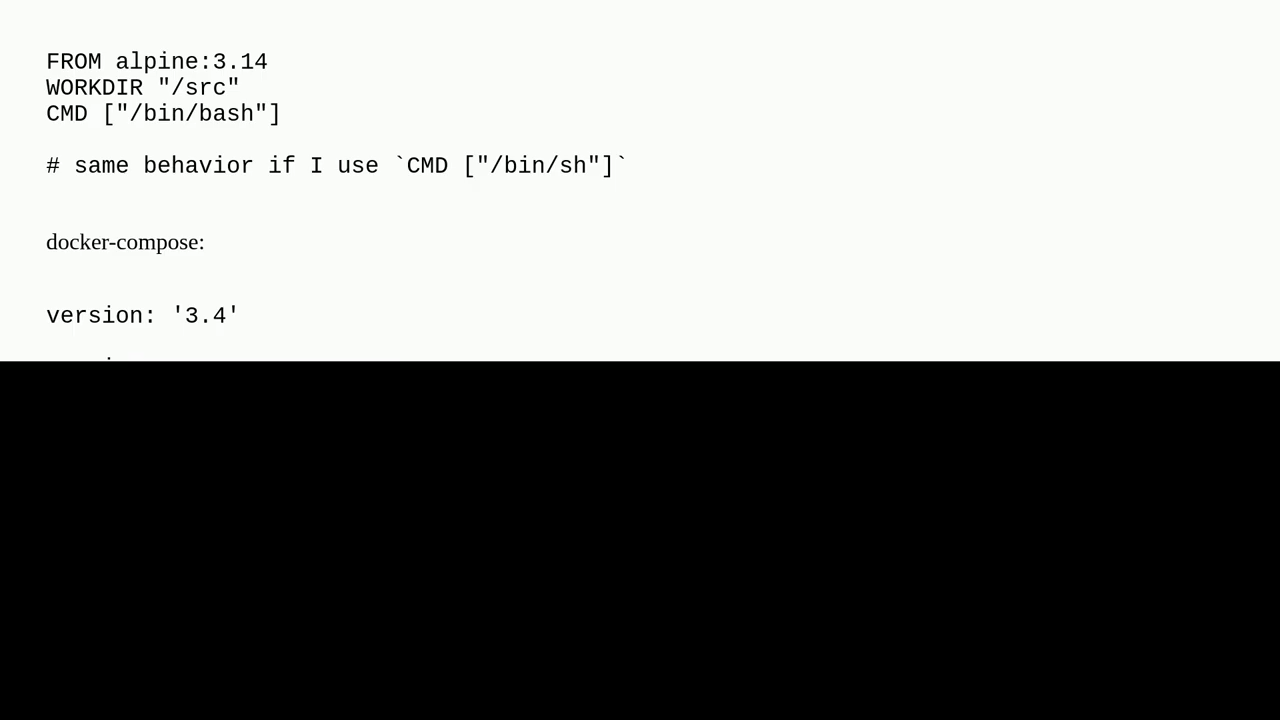 FROM alpine:3.14
WORKDIR "/src"
CMD ["/bin/bash"]
# same behavior if I use `CMD ["/bin/sh"]`
docker-compose:
version: '3.4'